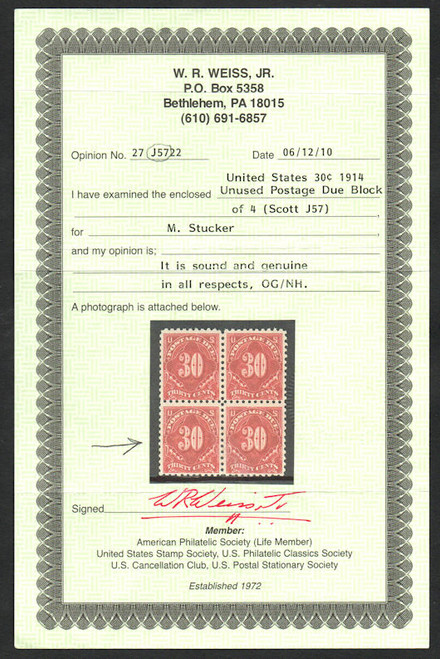 W. R. WEISS, JR.
P.O. Box 5358
Bethlehem, PA 18015
(610) 691-6857
Opinion No. 27 J5722 Date 06/12/10
United States 30¢ 1914
I have examined the enclosed Unused Postage Due Block
of 4 (Scott J57)
for M. Stucker
and my opinion is:
It is sound and genuine
in all respects, OG/NH.
A photograph is attached below.
U S
POSTAGE DUE
30
THIRTY CENTS
U S
POSTAGE DUE
30
THIRTY CENTS
U S
POSTAGE DUE
30
THIRTY CENTS
U S
POSTAGE DUE
30
THIRTY CENTS
Signed WRWeiss, Jr
Member:
American Philatelic Society (Life Member)
United States Stamp Society, U.S. Philatelic Classics Society
U.S. Cancellation Club, U.S. Postal Stationary Society
Established 1972